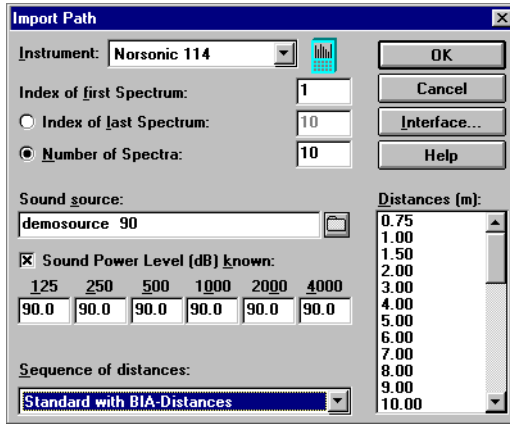 Import Path
Instrument: Norsonic 114
OK
Index of first Spectrum: 1
Cancel
Index of last Spectrum: 10
Interface...
Number of Spectra: 10
Help
Sound source:
demosource 90
Distances (m):
0.75
1.00
1.50
2.00
3.00
4.00
5.00
6.00
7.00
8.00
9.00
10.00
Sound Power Level (dB) known:
125 250 500 1000 2000 4000
90.0 90.0 90.0 90.0 90.0 90.0
Sequence of distances:
Standard with BIA-Distances